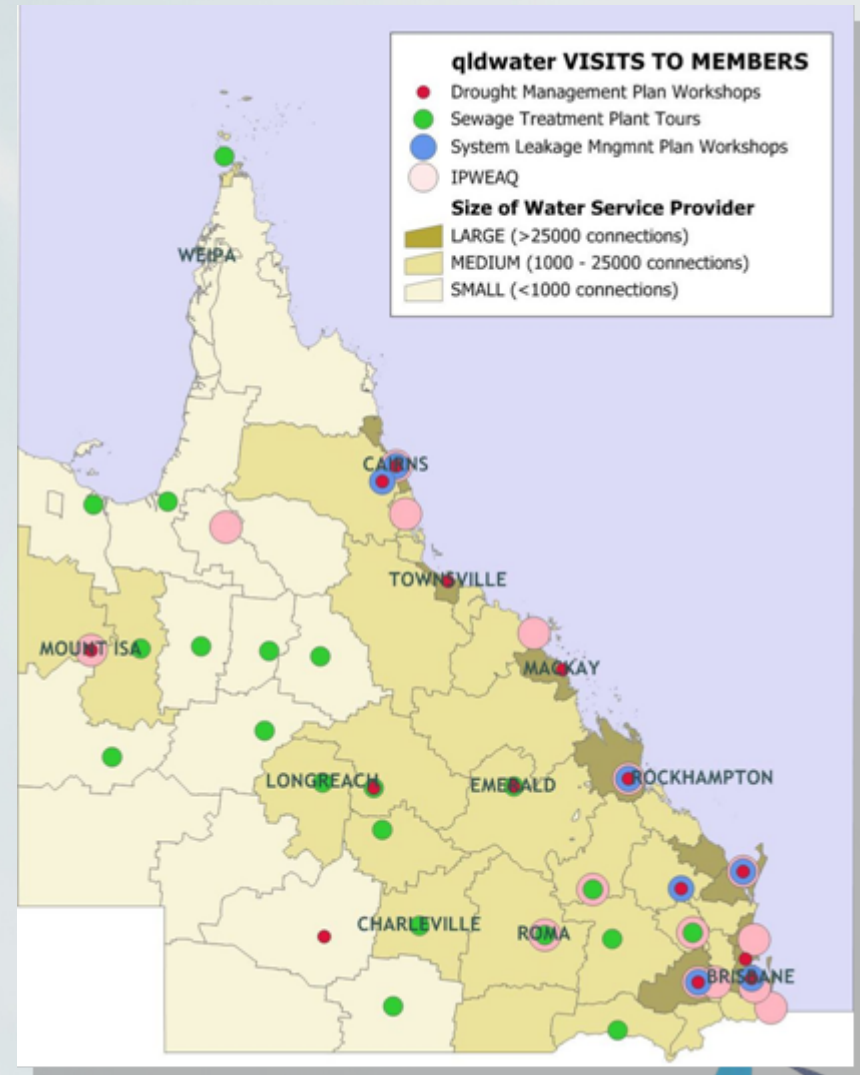 qldwater VISITS TO MEMBERS
Drought Management Plan Workshops
Sewage Treatment Plant Tours
System Leakage Mngmnt Plan Workshops
IPWEAQ
Size of Water Service Provider
LARGE (>25000 connections)
MEDIUM (1000 - 25000 connections)
SMALL (<1000 connections)
WEIPA
CAIRNS
TOWNSVILLE
MOUNT ISA
MACKAY
LONGREACH
EMERALD
ROCKHAMPTON
CHARLEVILLE
ROMA
BRISBANE